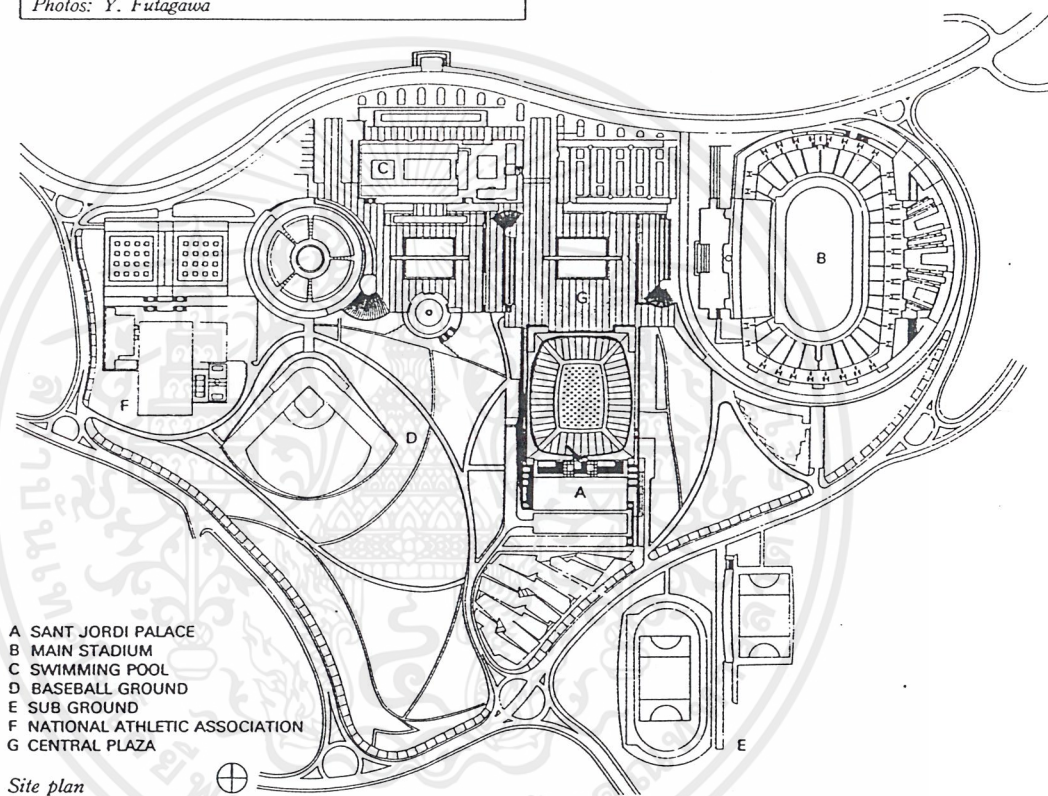 Photos: Y. Futagawa
C
B
G
F
D
A
E
A SANT JORDI PALACE
B MAIN STADIUM
C SWIMMING POOL
D BASEBALL GROUND
E SUB GROUND
F NATIONAL ATHLETIC ASSOCIATION
G CENTRAL PLAZA
Site plan